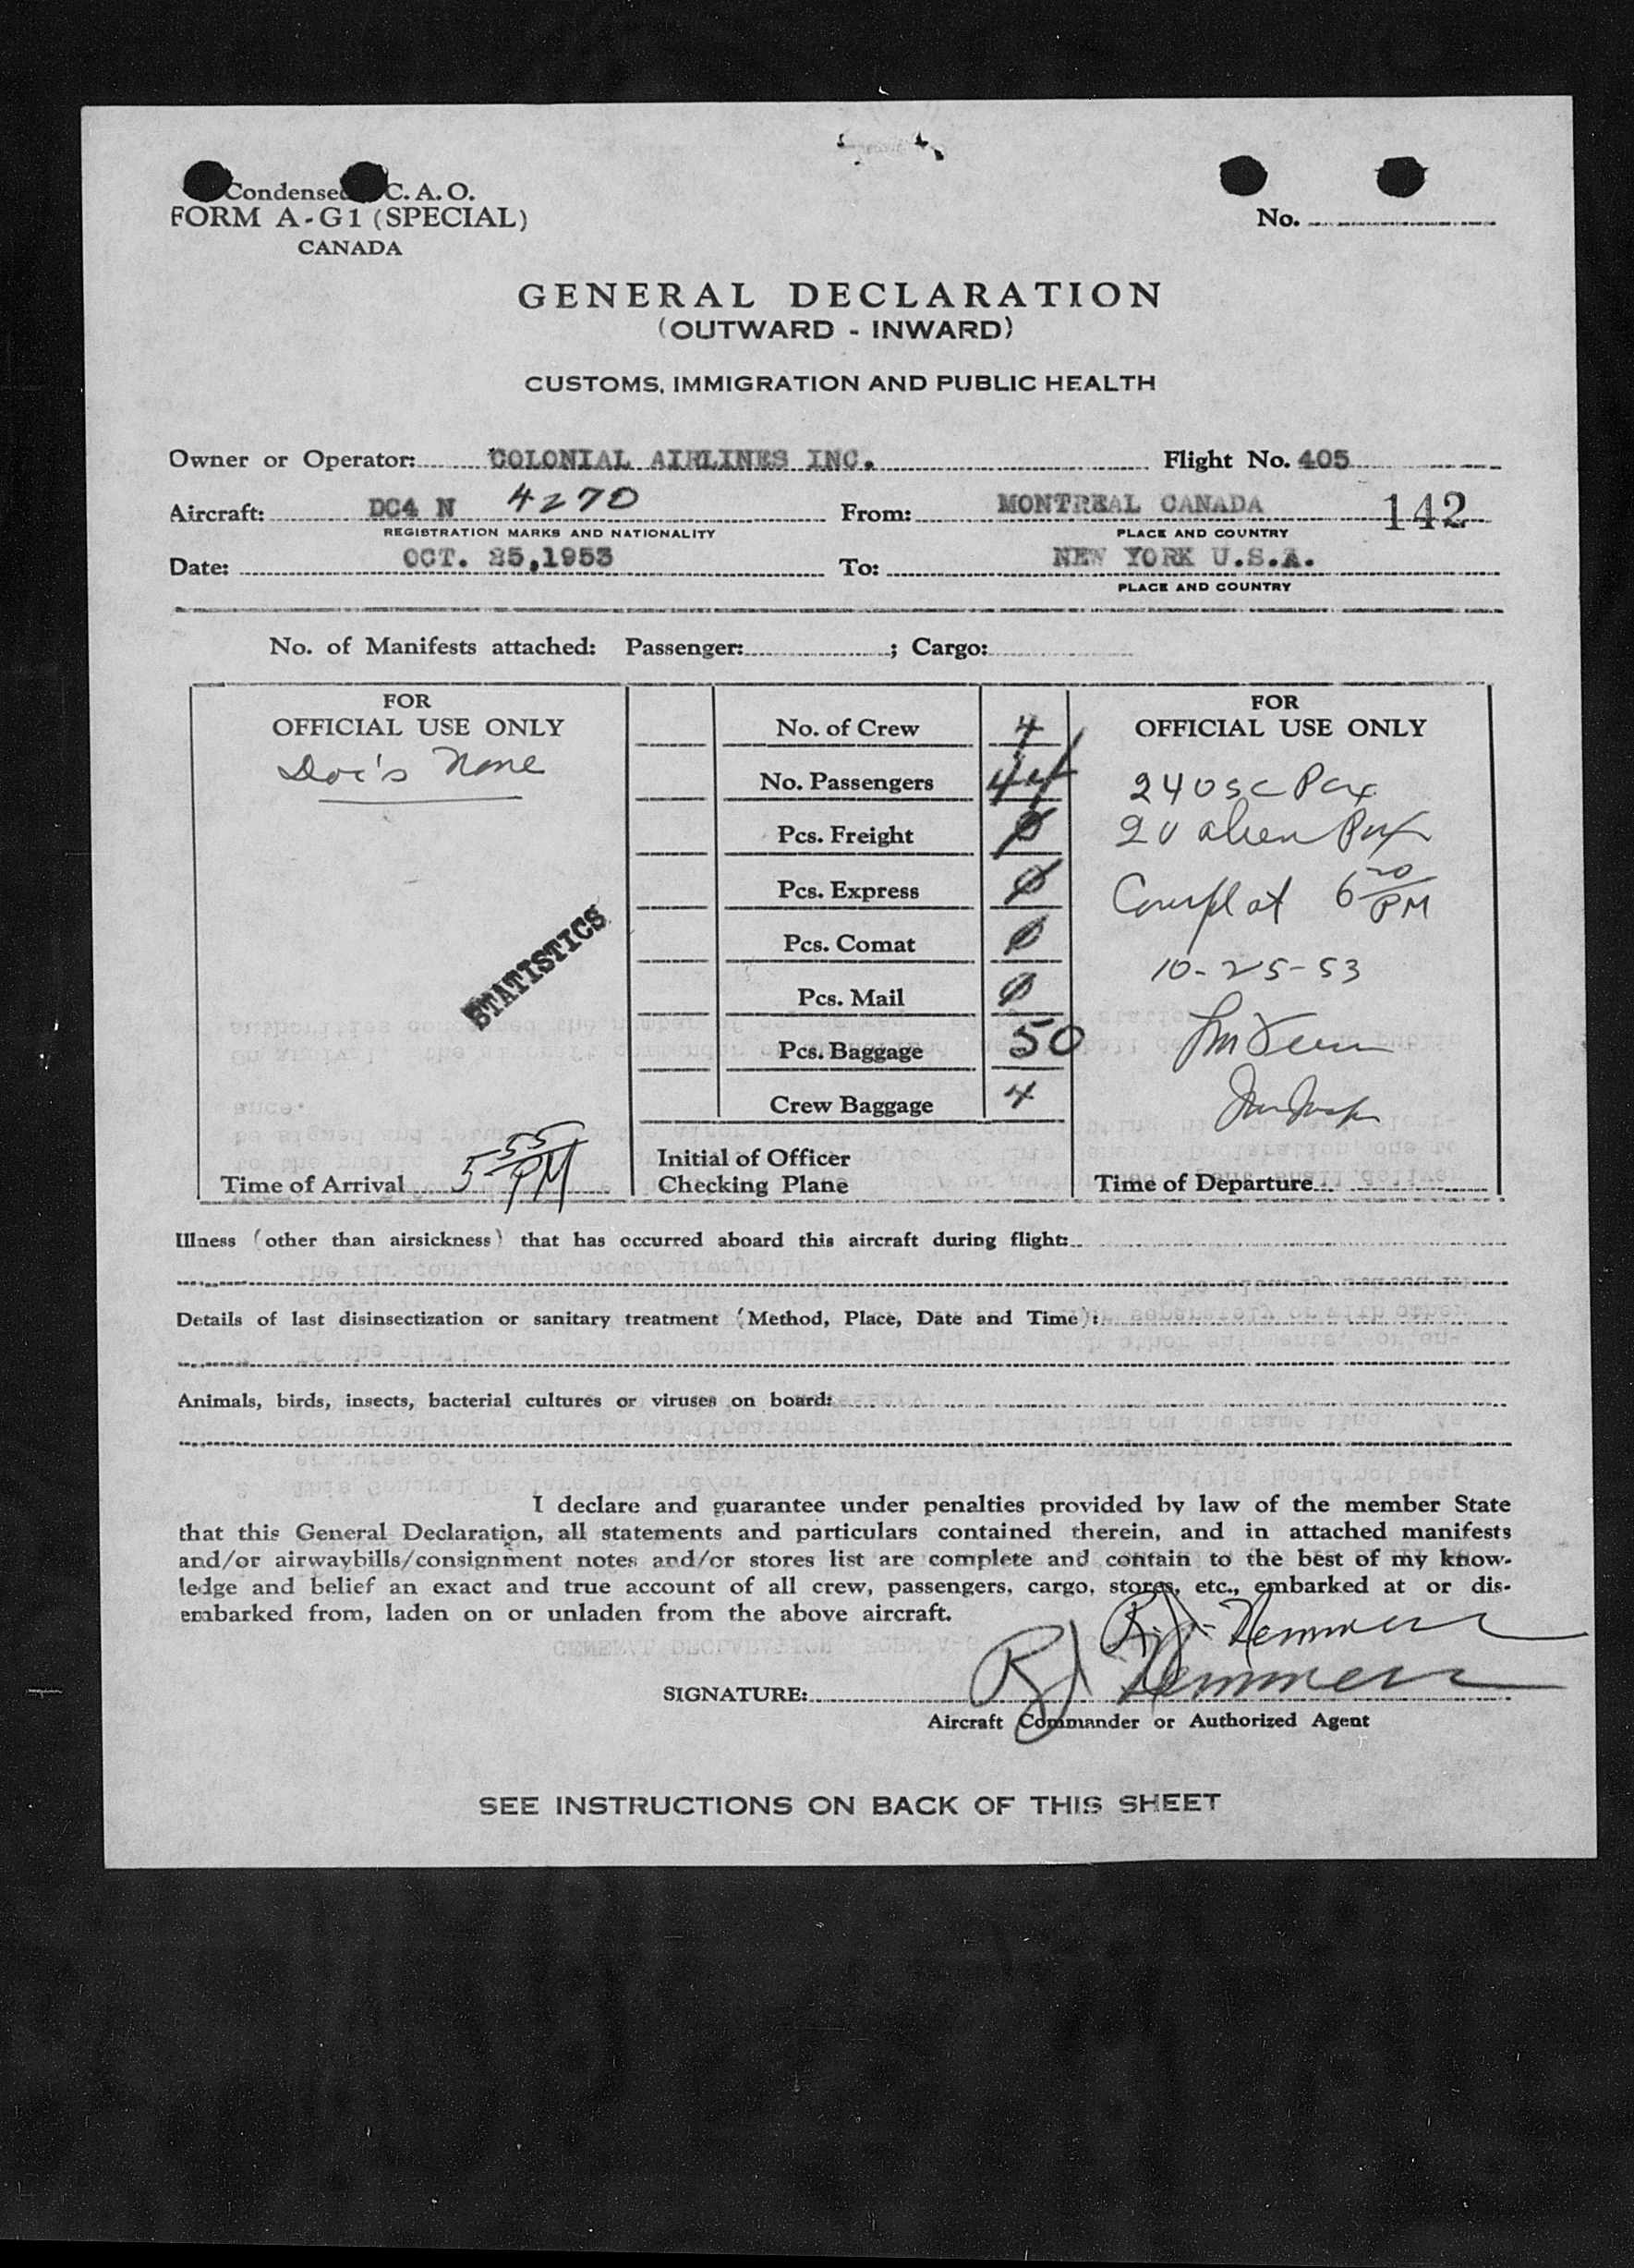 Condensed C. A. O.
FORM A-G1 (SPECIAL)
CANADA
No.
GENERAL DECLARATION
(OUTWARD - INWARD)
CUSTOMS, IMMIGRATION AND PUBLIC HEALTH
Owner or Operator: COLONIAL AIRLINES INC. Flight No. 405
Aircraft: DC4 N 4270 From: MONTREAL CANADA 142
REGISTRATION MARKS AND NATIONALITY PLACE AND COUNTRY
Date: OCT. 25,1953 To: NEW YORK U.S.A.
PLACE AND COUNTRY
No. of Manifests attached: Passenger: ; Cargo:
FOR
OFFICIAL USE ONLY
None
STATISTICS
Time of Arrival 5 55 PM
No. of Crew 4
No. Passengers 44
Pcs. Freight 0
Pcs. Express 0
Pcs. Comat 0
Pcs. Mail 0
Pcs. Baggage 50
Crew Baggage 4
Initial of Officer
Checking Plane
FOR
OFFICIAL USE ONLY
24 USC Pax
20 alien Pax
Compl at 6 20 PM
10-25-53
Time of Departure
Illness (other than airsickness) that has occurred aboard this aircraft during flight:
Details of last disinsectization or sanitary treatment (Method, Place, Date and Time):
Animals, birds, insects, bacterial cultures or viruses on board:
I declare and guarantee under penalties provided by law of the member State
that this General Declaration, all statements and particulars contained therein, and in attached manifests
and/or airwaybills/consignment notes and/or stores list are complete and contain to the best of my know-
ledge and belief an exact and true account of all crew, passengers, cargo, stores, etc., embarked at or dis-
embarked from, laden on or unladen from the above aircraft.
SIGNATURE:
Aircraft Commander or Authorized Agent
SEE INSTRUCTIONS ON BACK OF THIS SHEET